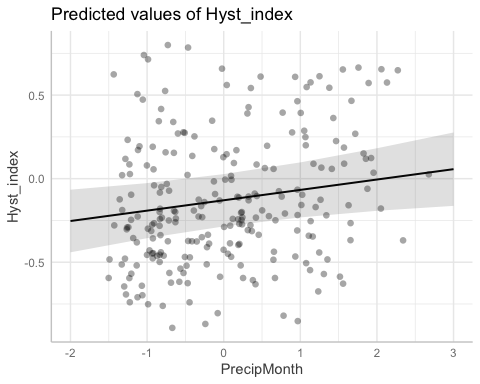 Predicted values of Hyst_index
0.5
0.0
-0.5
Hyst_index
-2 -1 0 1 2 3
PrecipMonth